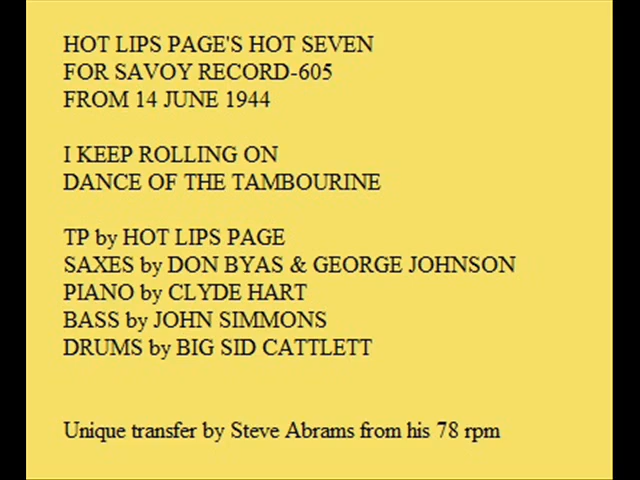 HOT LIPS PAGE'S HOT SEVEN
FOR SAVOY RECORD-605
FROM 14 JUNE 1944
I KEEP ROLLING ON
DANCE OF THE TAMBOURINE
TP by HOT LIPS PAGE
SAXES by DON BYAS & GEORGE JOHNSON
PIANO by CLYDE HART
BASS by JOHN SIMMONS
DRUMS by BIG SID CATTLETT
Unique transfer by Steve Abrams from his 78 rpm